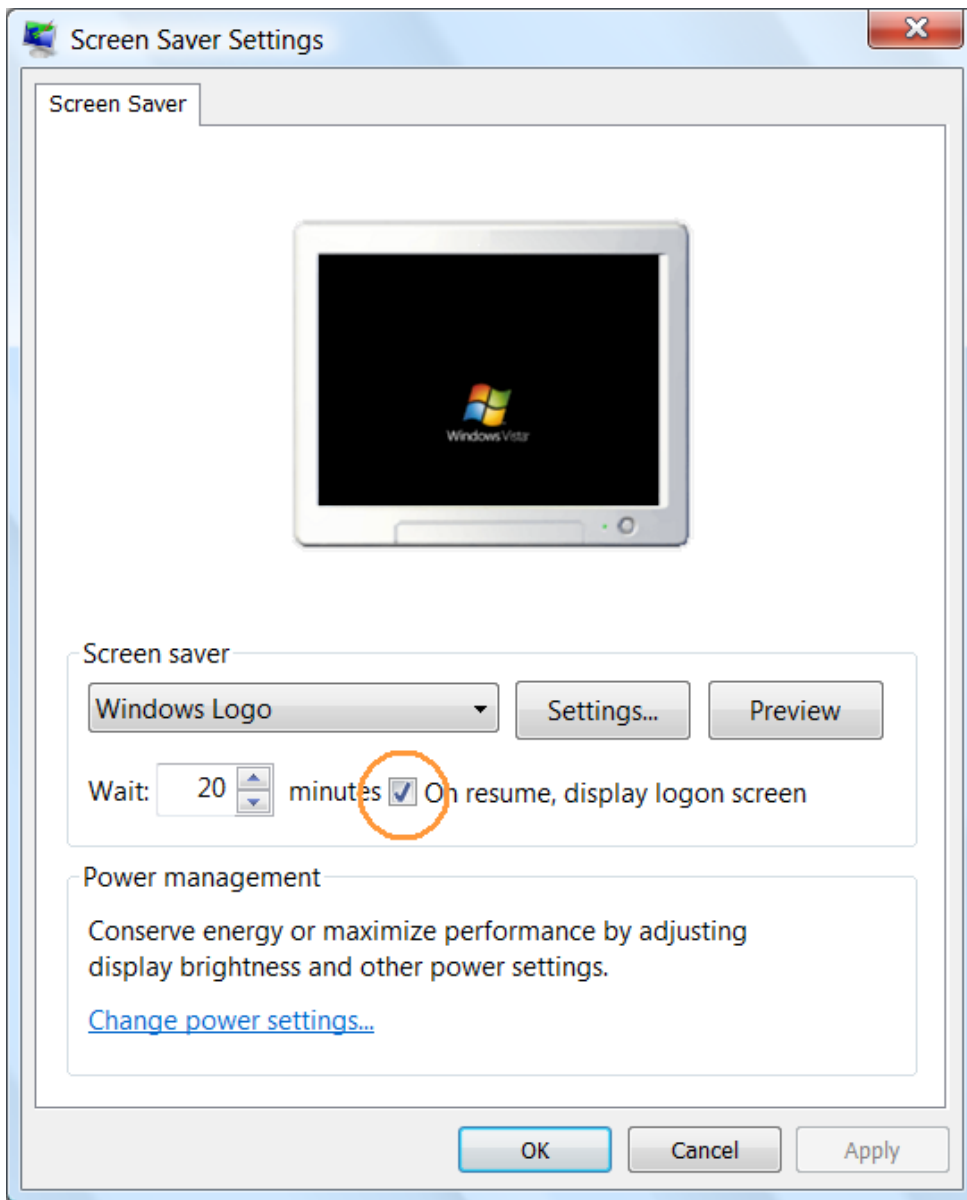 Screen Saver Settings
Screen Saver
Windows Vista
Screen saver
Windows Logo
Settings...
Preview
Wait: 20 minutes On resume, display logon screen
Power management
Conserve energy or maximize performance by adjusting
display brightness and other power settings.
Change power settings...
OK
Cancel
Apply